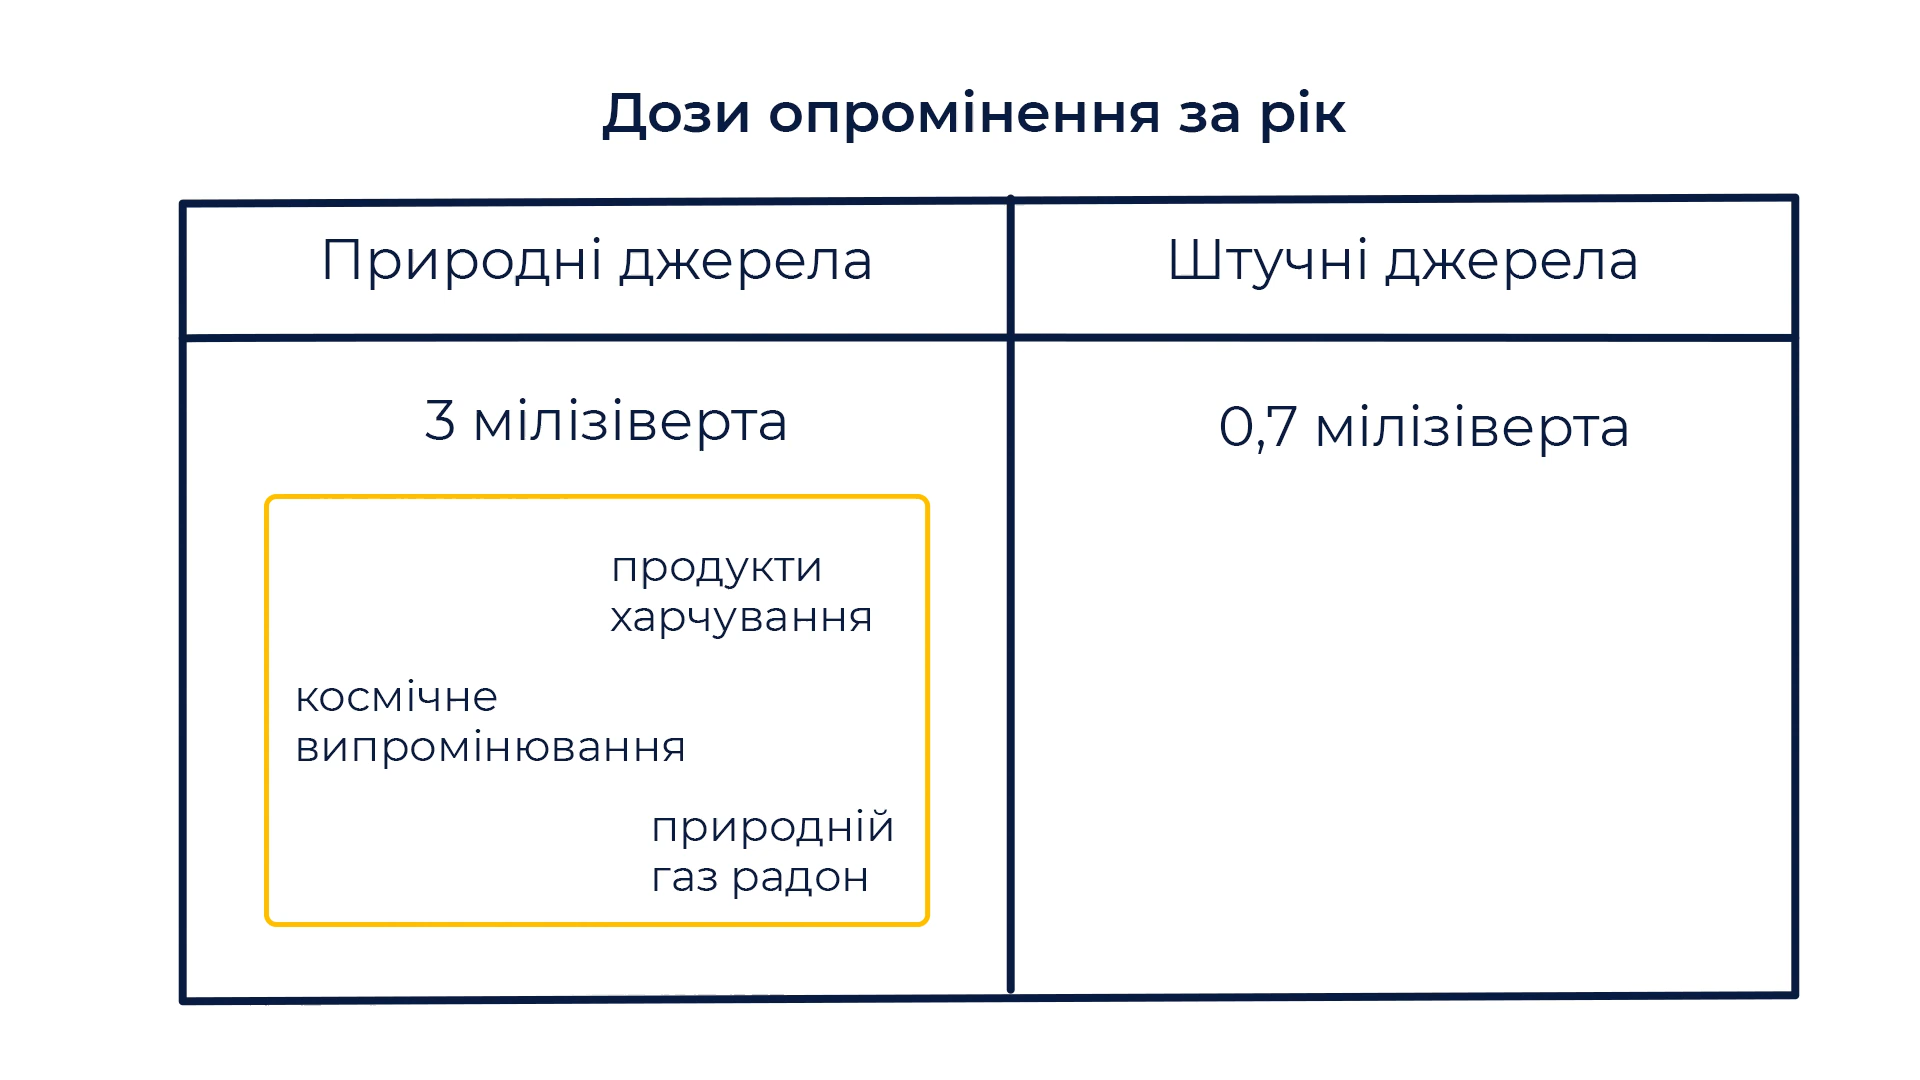 Дози опромінення за рік
Природні джерела
Штучні джерела
3 мілізіверта
0,7 мілізіверта
продукти
харчування
космічне
випромінювання
природній
газ радон